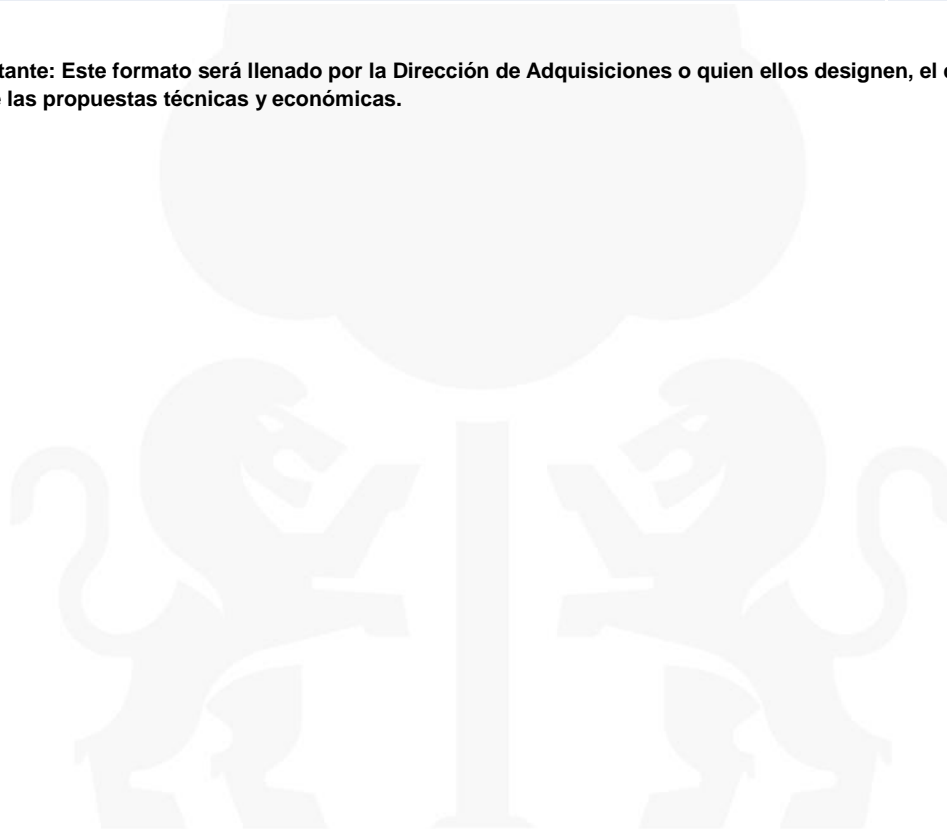 tante: Este formato será llenado por la Dirección de Adquisiciones o quien ellos designen, el
las propuestas técnicas y económicas.